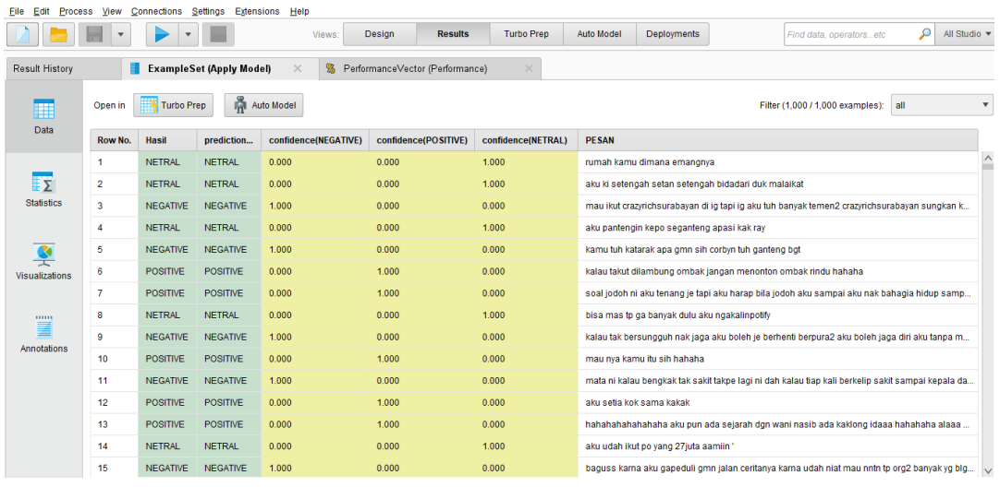 File Edit Process View Connections Settings Extensions Help
Views: Design Results Turbo Prep Auto Model Deployments Find data, operators...etc All Studio
Result History ExampleSet (Apply Model) PerformanceVector (Performance)
Open in Turbo Prep Auto Model Filter (1,000 / 1,000 examples): all
Data
Statistics
Visualizations
Annotations
Row No. Hasil prediction... confidence(NEGATIVE) confidence(POSITIVE) confidence(NETRAL) PESAN
1 NETRAL NETRAL 0.000 0.000 1.000 rumah kamu dimana emangnya
2 NETRAL NETRAL 0.000 0.000 1.000 aku ki setengah setan setengah bidadari duk malaikat
3 NEGATIVE NEGATIVE 1.000 0.000 0.000 mau ikut crazyrichsurabayan di ig tapi ig aku tuh banyak temen2 crazyrichsurabayan sungkan k...
4 NETRAL NETRAL 0.000 0.000 1.000 aku pantengin kepo seganteng apasi kak ray
5 NEGATIVE NEGATIVE 1.000 0.000 0.000 kamu tuh katarak apa gmn sih corbyn tuh ganteng bgt
6 POSITIVE POSITIVE 0.000 1.000 0.000 kalau takut dilambung ombak jangan menonton ombak rindu hahaha
7 POSITIVE POSITIVE 0.000 1.000 0.000 soal jodoh ni aku tenang je tapi aku harap bila jodoh aku sampai aku nak bahagia hidup samp...
8 NETRAL NETRAL 0.000 0.000 1.000 bisa mas tp ga banyak dulu aku ngakalinpotify
9 NEGATIVE NEGATIVE 1.000 0.000 0.000 kalau tak bersungguh nak jaga aku boleh je berhenti berpura2 aku boleh jaga diri aku tanpa m...
10 POSITIVE POSITIVE 0.000 1.000 0.000 mau nya kamu itu sih hahaha
11 NEGATIVE NEGATIVE 1.000 0.000 0.000 mata ni kalau bengkak tak sakit takpe lagi ni dah kalau tiap kali berkelip sakit sampai kepala da...
12 POSITIVE POSITIVE 0.000 1.000 0.000 aku setia kok sama kakak
13 POSITIVE POSITIVE 0.000 1.000 0.000 hahahahahahahaha aku pun ada sejarah dgn wani nasib ada kaklong idaaa hahahaha alaaa ...
14 NETRAL NETRAL 0.000 0.000 1.000 aku udah ikut po yang 27juta aamiin '
15 NEGATIVE NEGATIVE 1.000 0.000 0.000 baguss karna aku gapeduli gmn jalan ceritanya karna udah niat mau nntn tp org2 banyak yg blg...